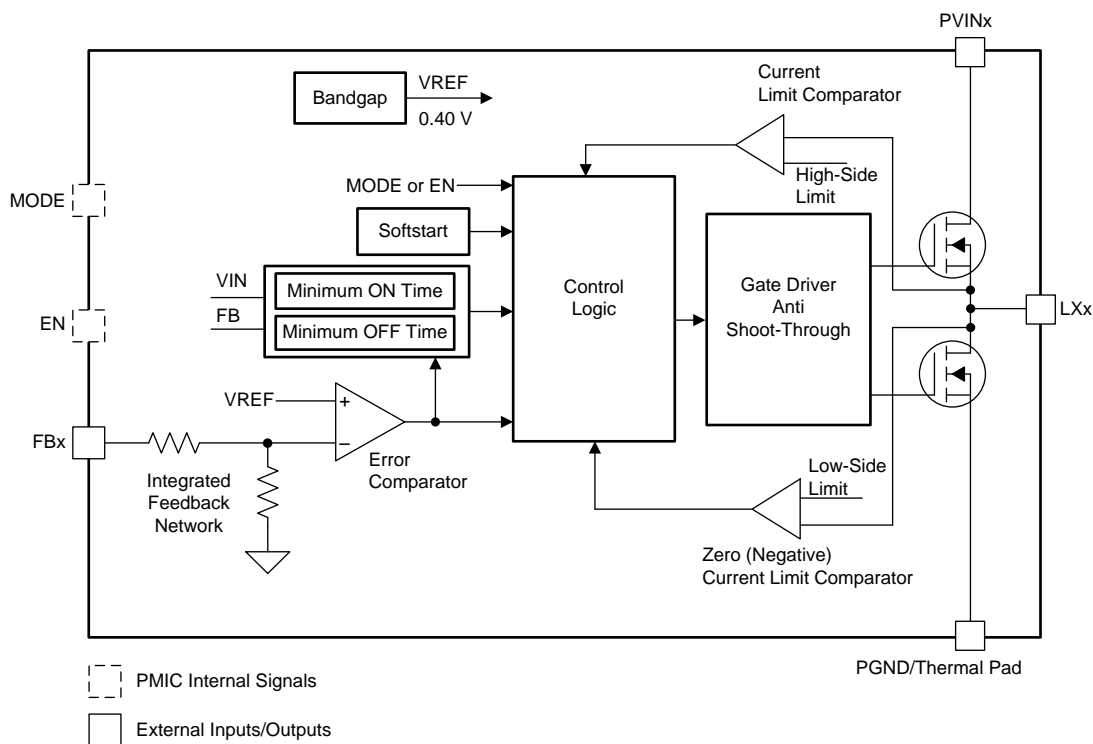 PVINx
Current
Limit Comparator
Bandgap
VREF
0.40 V
High-Side
Limit
MODE
MODE or EN
Softstart
VIN
FB
Minimum ON Time
Minimum OFF Time
Control
Logic
Gate Driver
Anti
Shoot-Through
LXx
EN
VREF
+
−
FBx
Error
Comparator
Integrated
Feedback
Network
Low-Side
Limit
Zero (Negative)
Current Limit Comparator
PGND/Thermal Pad
PMIC Internal Signals
External Inputs/Outputs